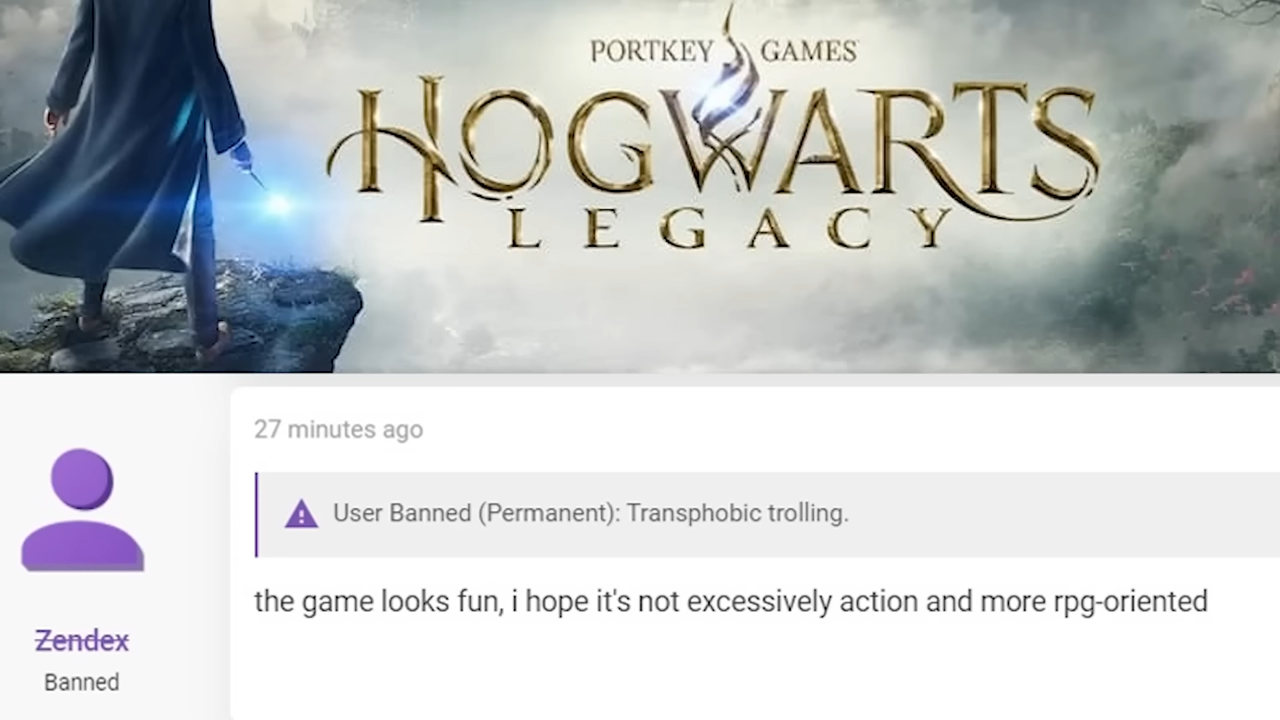 PORTKEY GAMES
HOGWARTS
LEGACY
27 minutes ago
User Banned (Permanent): Transphobic trolling.
the game looks fun, i hope it's not excessively action and more rpg-oriented
Zendex
Banned